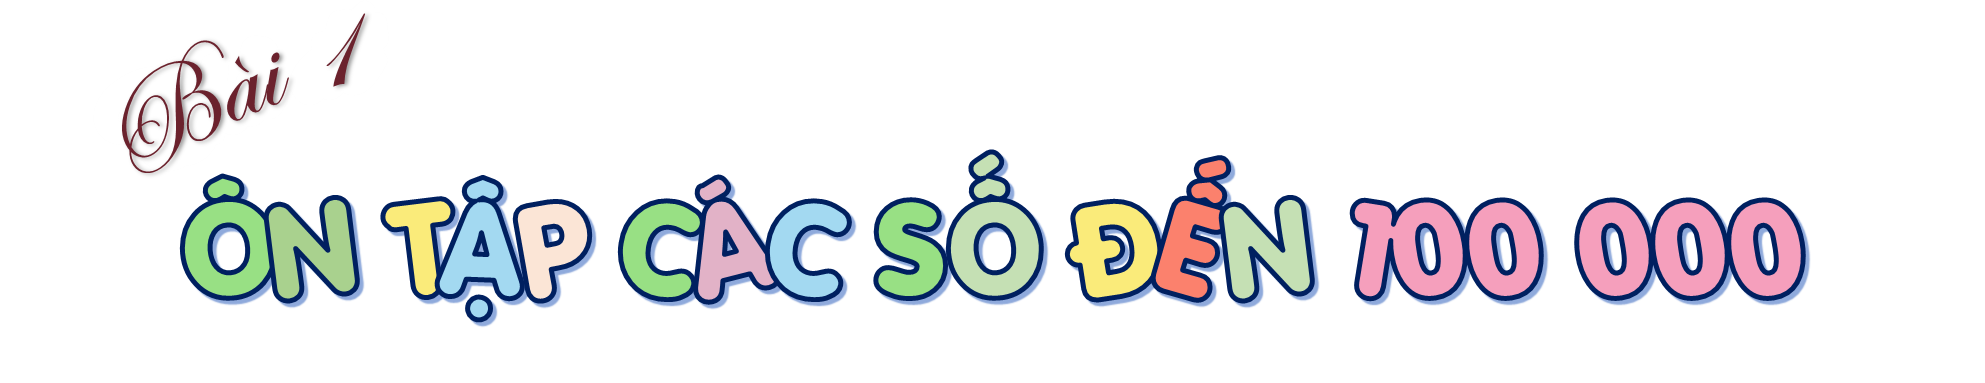 Bài 1
ÔN TẬP CÁC SỐ ĐẾN 100 000